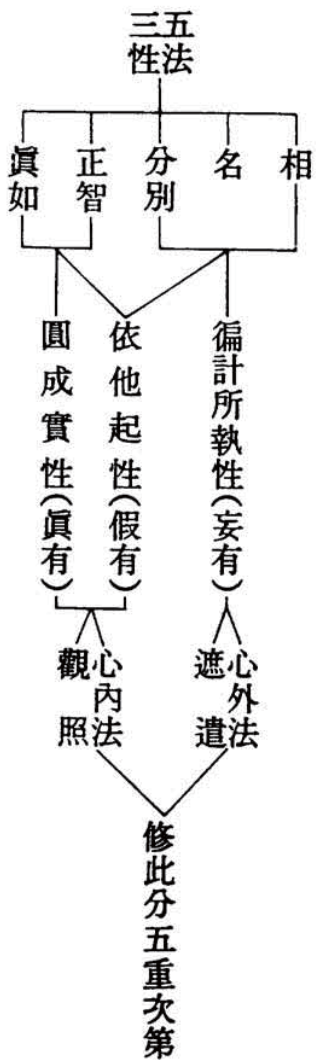 五法
三性
相
名
分別
正智
眞如
徧計所執性(妄有)
依他起性(假有)
圓成實性(眞有)
心外法
遮遣
心內法
觀照
修此分五重次第